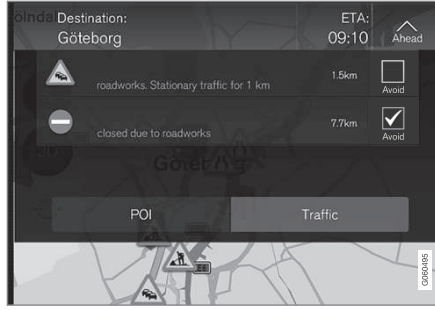 Destination:
ETA:
Göteborg
09:10
Ahead
roadworks. Stationary traffic for 1 km
1.5km
Avoid
closed due to roadworks
7.7km
Avoid
POI
Traffic
G060495